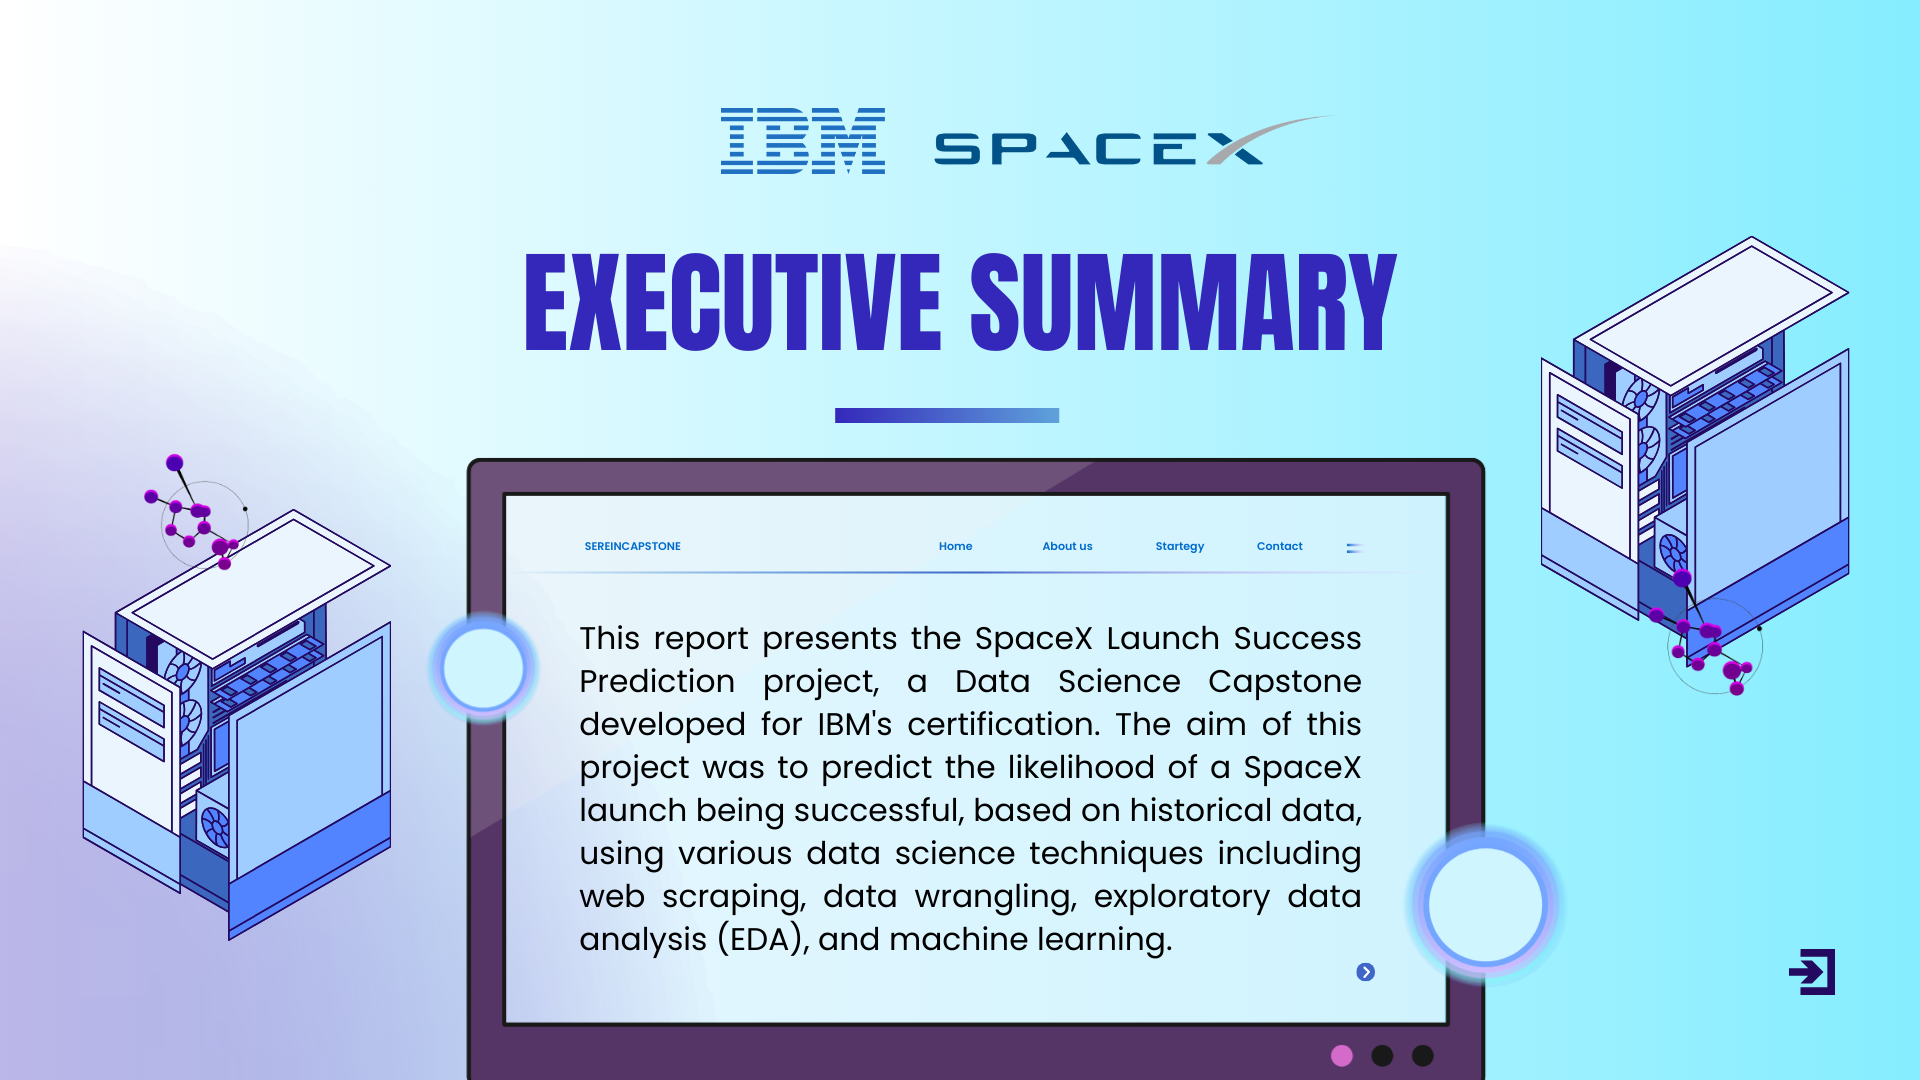 IBM SPACEX
EXECUTIVE SUMMARY
SEREINCAPSTONE Home About us Startegy Contact
This report presents the SpaceX Launch Success
Prediction project, a Data Science Capstone
developed for IBM's certification. The aim of this
project was to predict the likelihood of a SpaceX
launch being successful, based on historical data,
using various data science techniques including
web scraping, data wrangling, exploratory data
analysis (EDA), and machine learning.